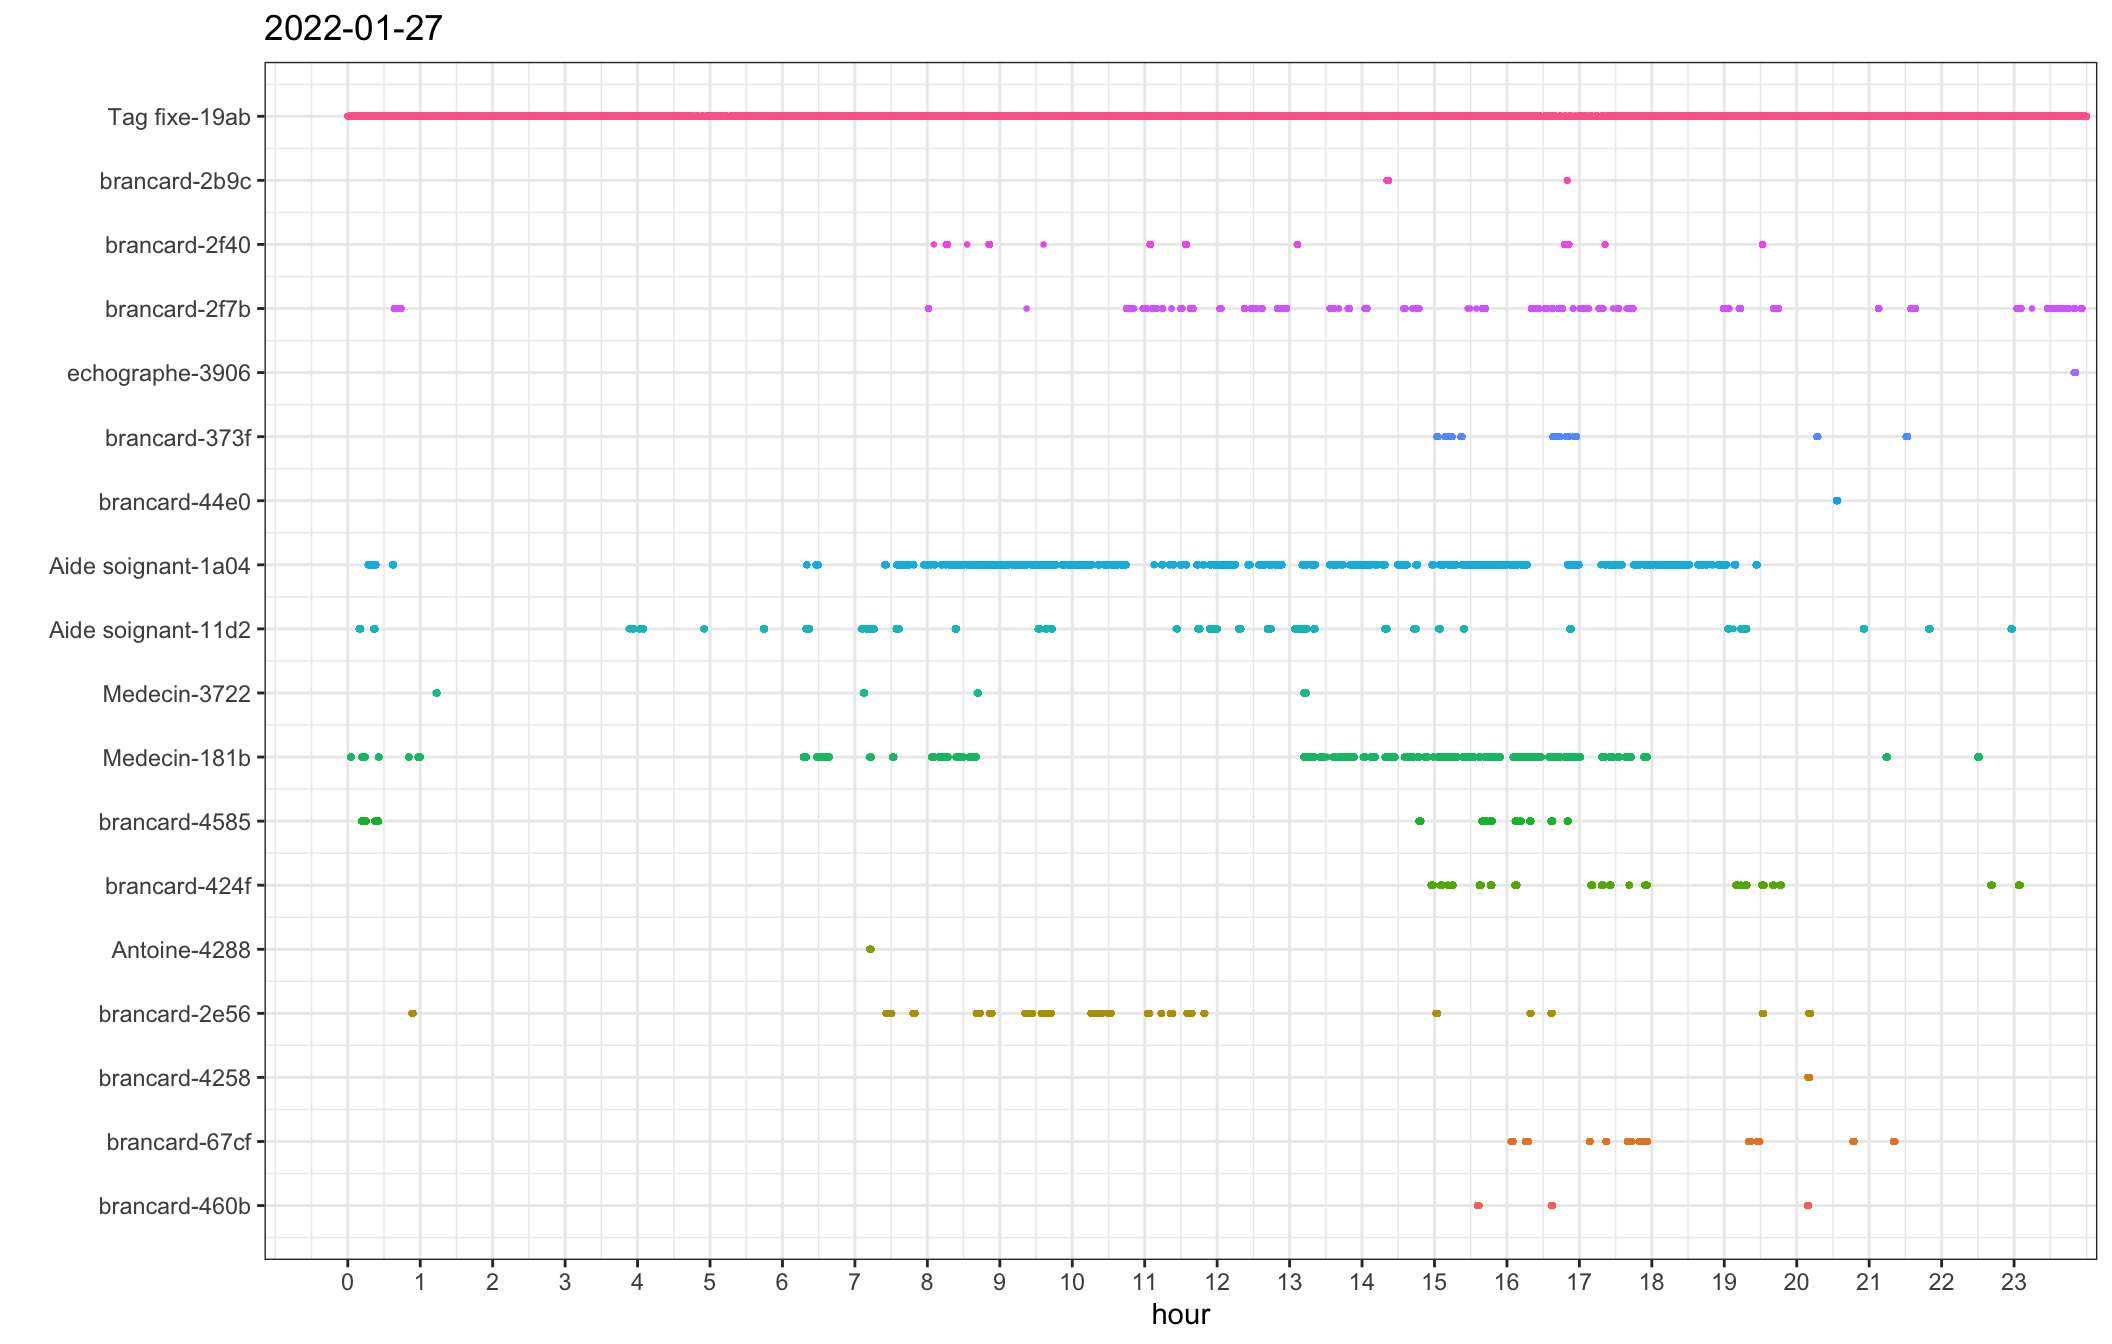 2022-01-27
Tag fixe-19ab
brancard-2b9c
brancard-2f40
brancard-2f7b
echographe-3906
brancard-373f
brancard-44e0
Aide soignant-1a04
Aide soignant-11d2
Medecin-3722
Medecin-181b
brancard-4585
brancard-424f
Antoine-4288
brancard-2e56
brancard-4258
brancard-67cf
brancard-460b
0 1 2 3 4 5 6 7 8 9 10 11 12 13 14 15 16 17 18 19 20 21 22 23
hour